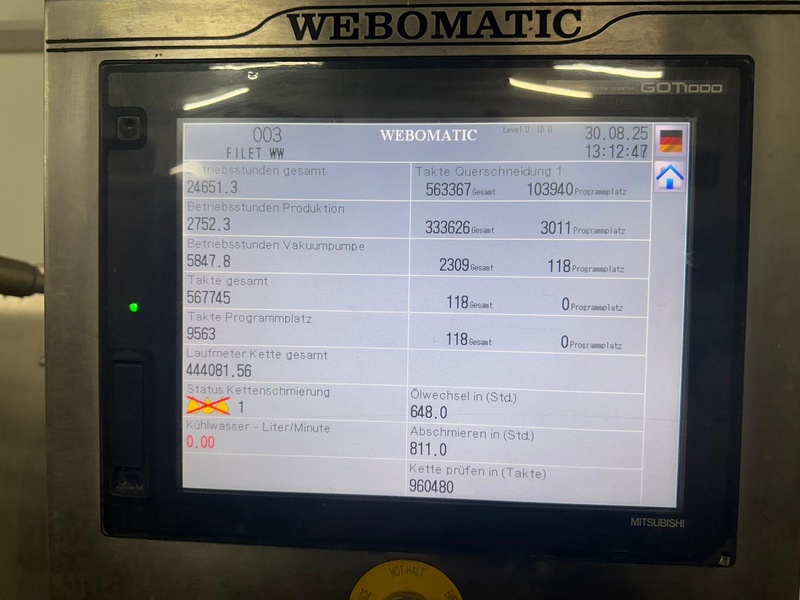 WEBOMATIC
GOT1000
003
FILET WW
WEBOMATIC
Level 0 ID 0
30.08.25
13:12:47
Betriebsstunden gesamt
24651.3
Betriebsstunden Produktion
2752.3
Betriebsstunden Vakuumpumpe
5847.8
Takte gesamt
567745
Takte Programmplatz
9563
Laufmeter Kette gesamt
444081.56
Status Kettenschmierung
1
Kühlwasser - Liter/Minute
0.00
Takte Querschneidung 1
563367 Gesamt 103940 Programmplatz
333626 Gesamt 3011 Programmplatz
2309 Gesamt 118 Programmplatz
118 Gesamt 0 Programmplatz
118 Gesamt 0 Programmplatz
Ölwechsel in (Std.)
648.0
Abschmieren in (Std.)
811.0
Kette prüfen in (Takte)
960480
MITSUBISHI
NOT-HALT